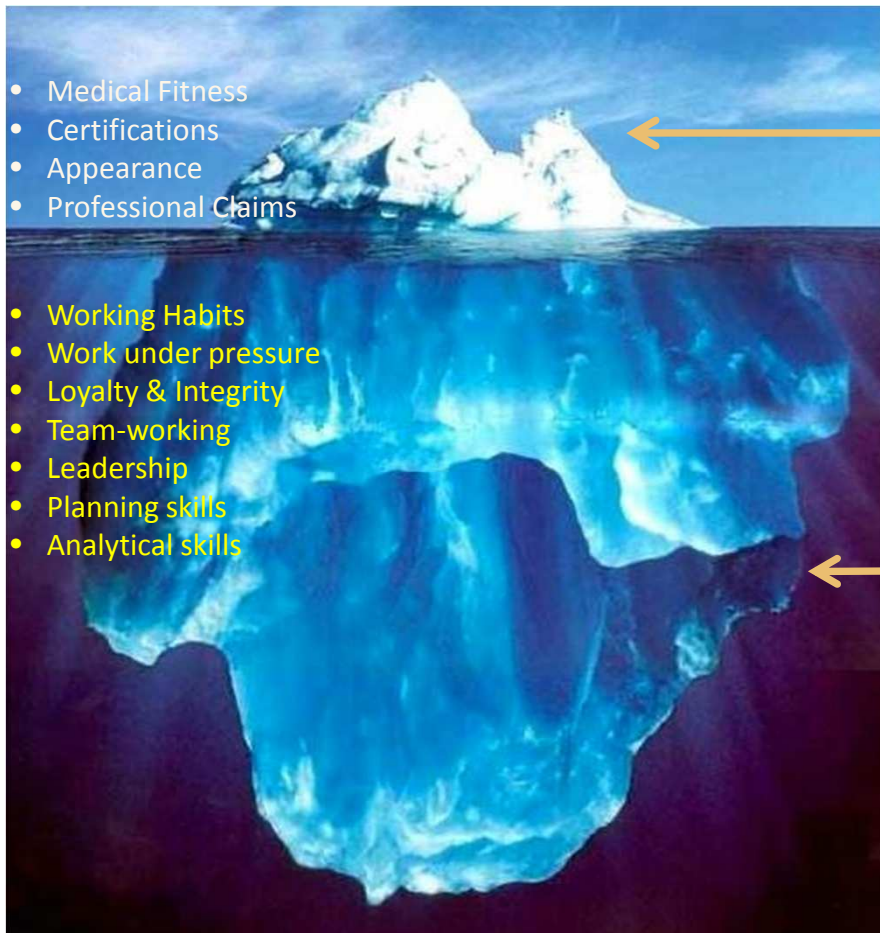 • Medical Fitness
• Certifications
• Appearance
• Professional Claims
• Working Habits
• Work under pressure
• Loyalty & Integrity
• Team-working
• Leadership
• Planning skills
• Analytical skills